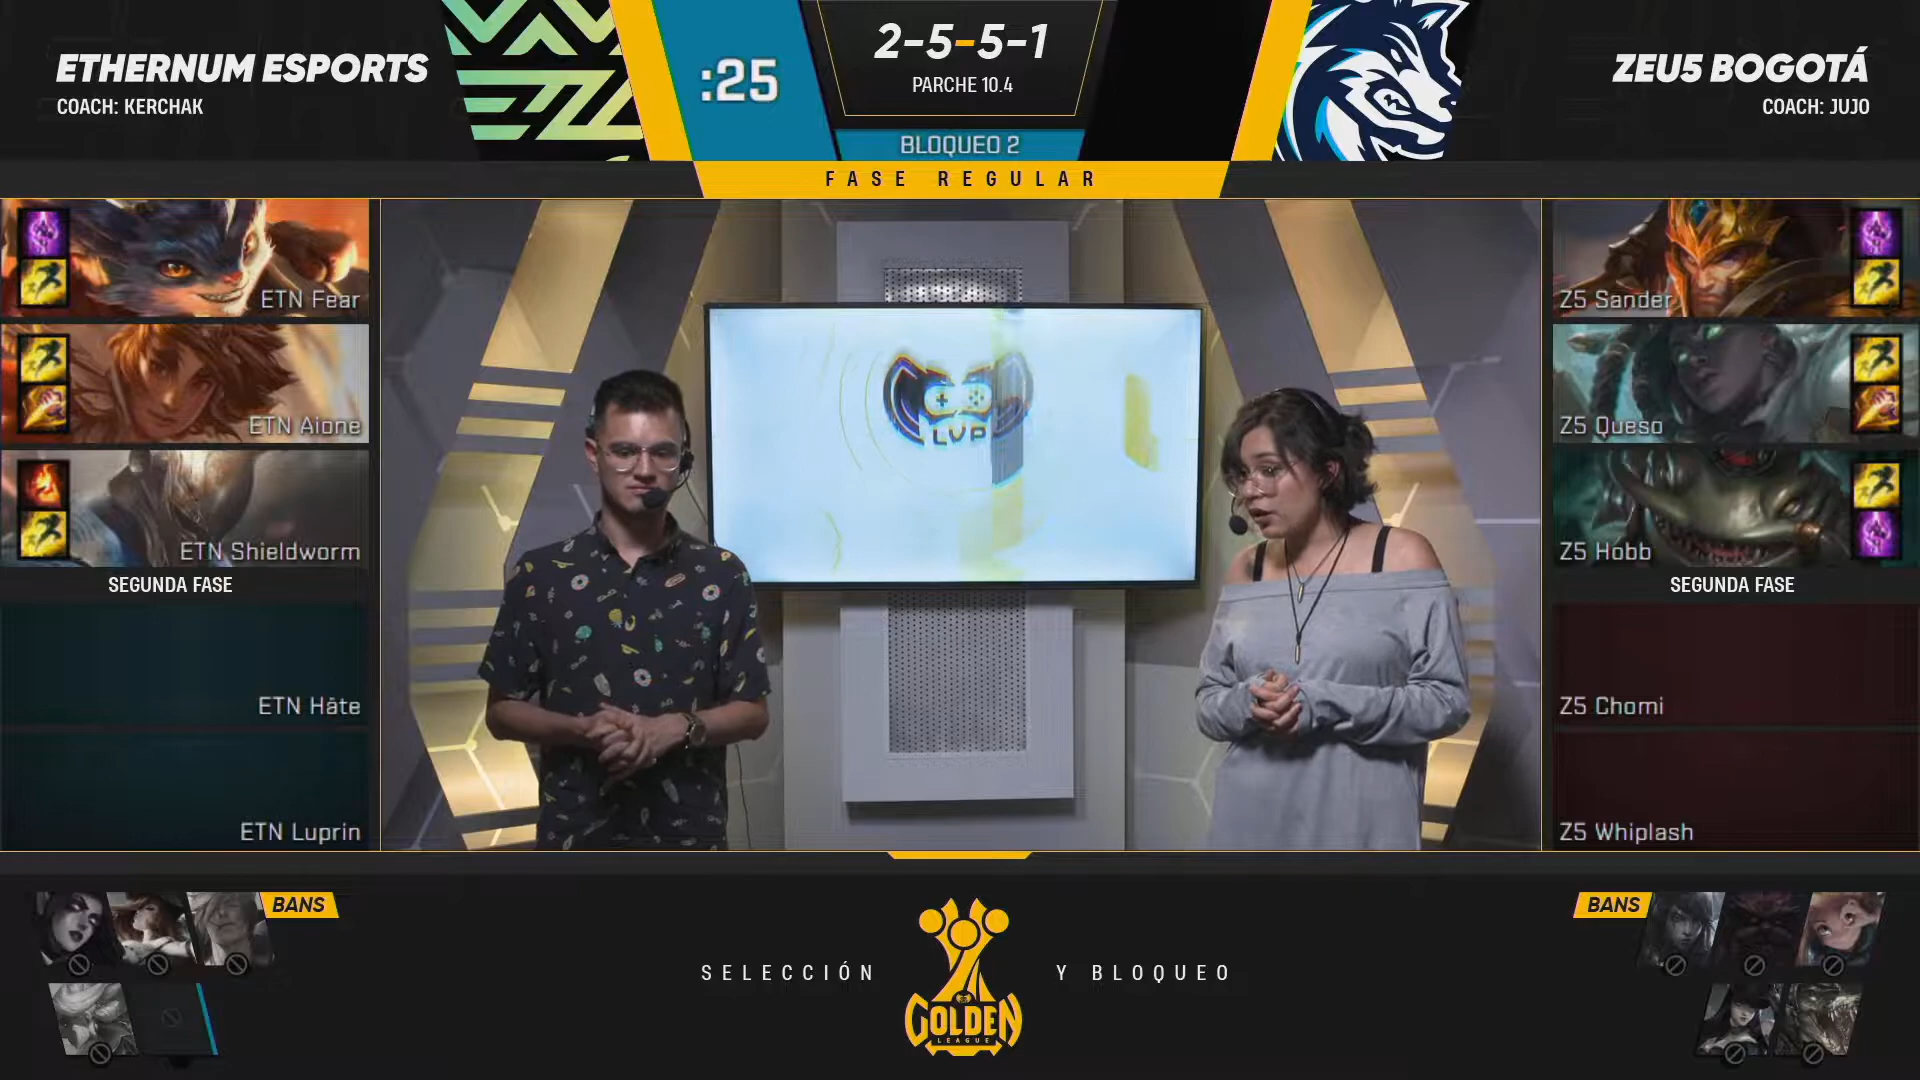 ETHERNUM ESPORTS
COACH: KERCHAK
:25
2-5-5-1
PARCHE 10.4
BLOQUEO 2
FASE REGULAR
ZEU5 BOGOTÁ
COACH: JUJO
ETN Fear
ETN Aione
ETN Shieldworm
SEGUNDA FASE
ETN Hâte
ETN Luprin
LVP
Z5 Sander
Z5 Queso
Z5 Hobb
SEGUNDA FASE
Z5 Chomi
Z5 Whiplash
BANS
SELECCIÓN
GOLDEN
LEAGUE
Y BLOQUEO
BANS